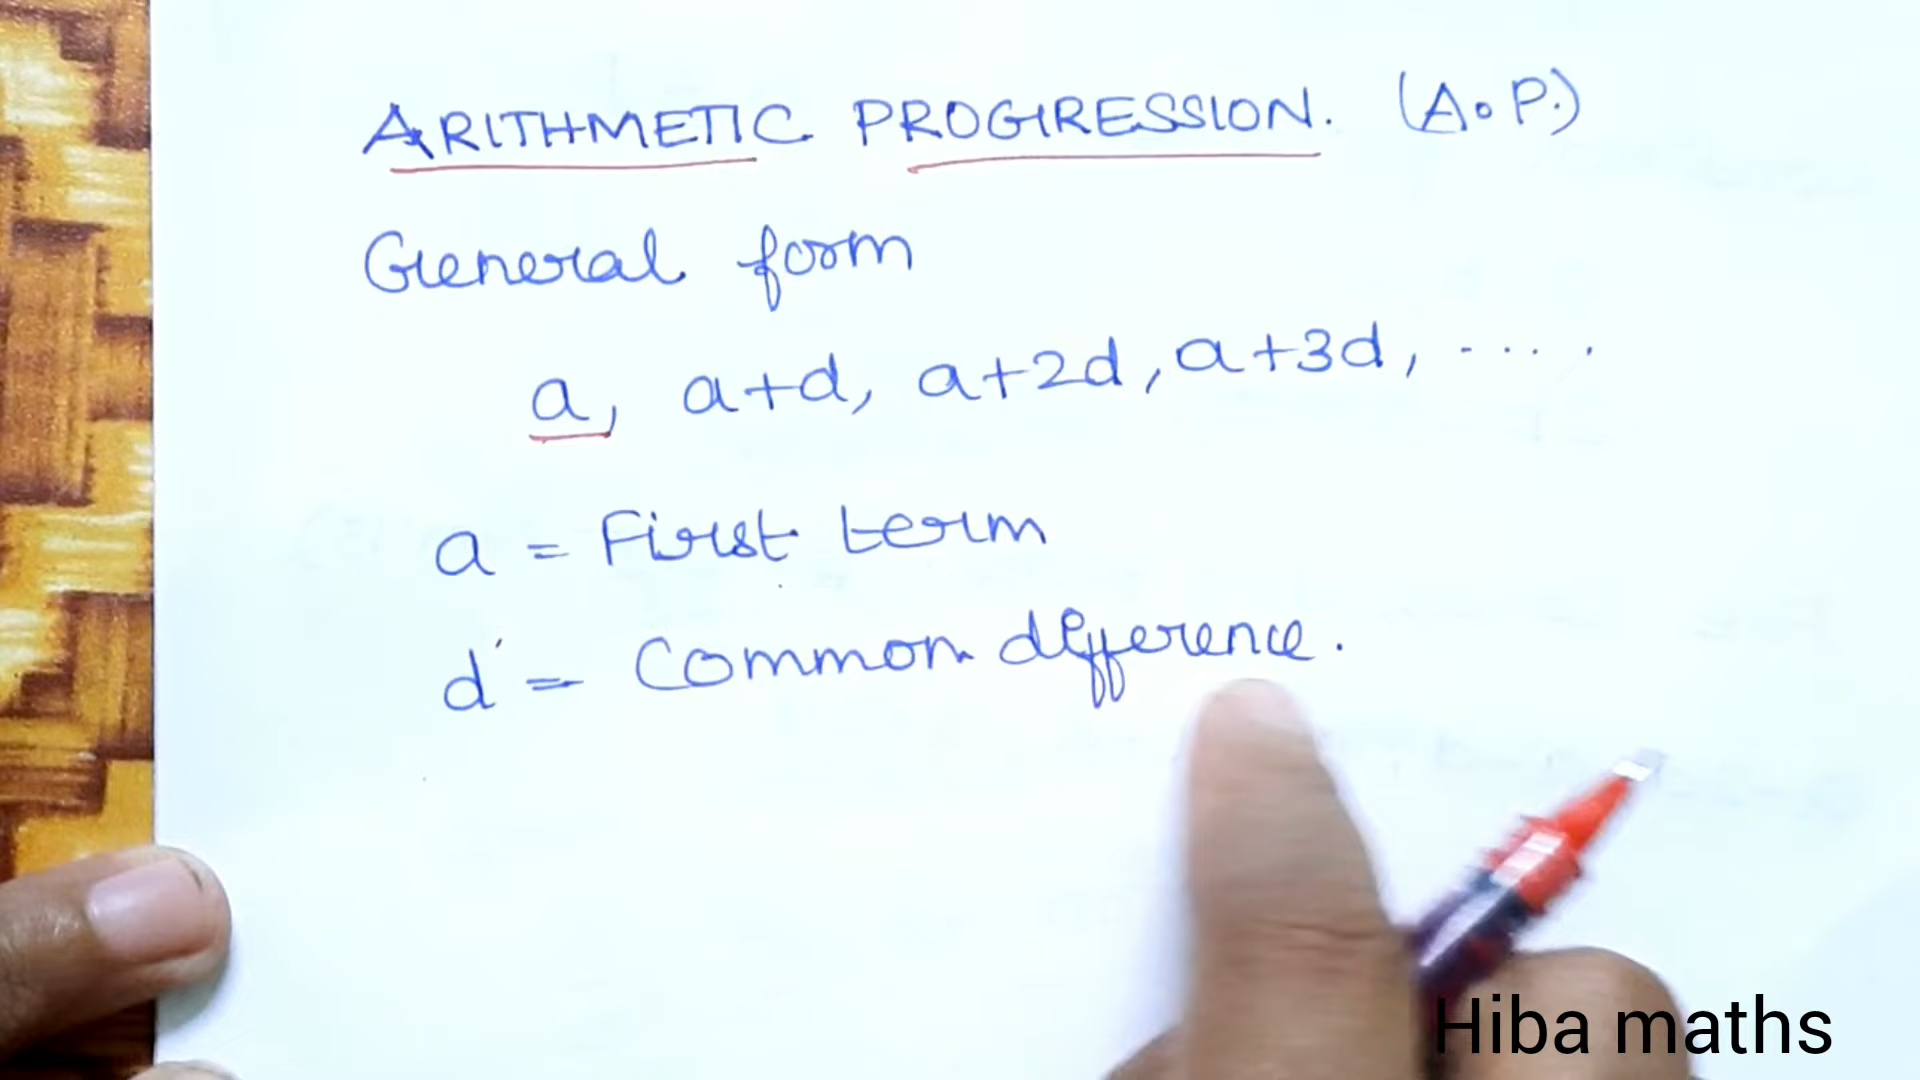 ARITHMETIC PROGRESSION. (A.P.)
General form
a, a+d, a+2d, a+3d, .....
a = First term
d = Common difference.
Hiba maths